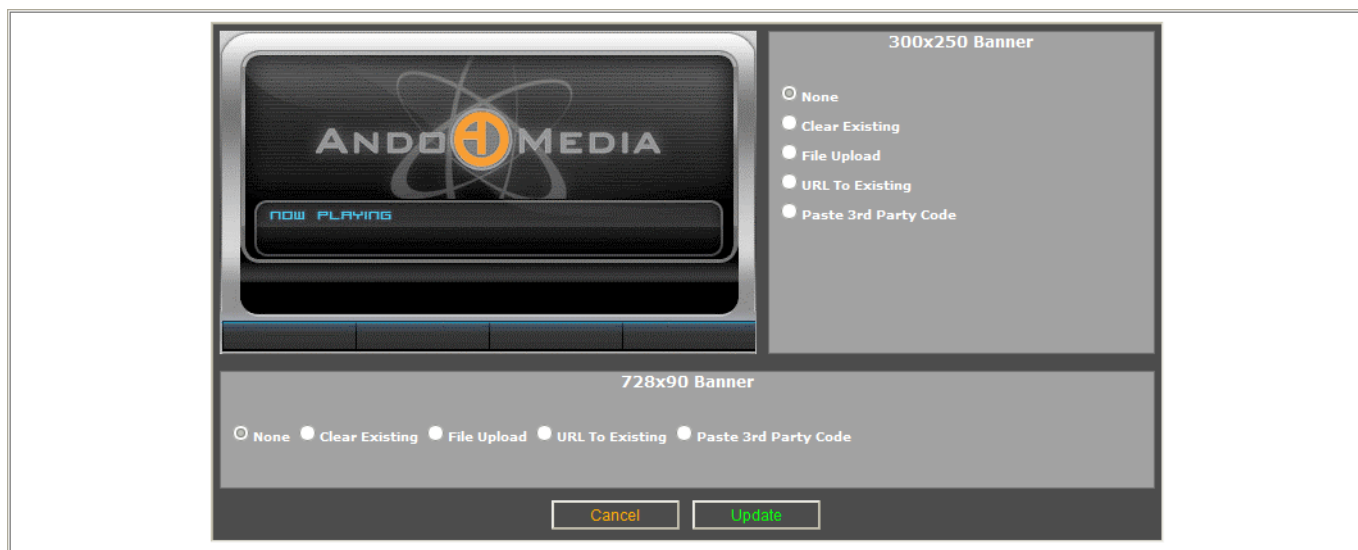 300x250 Banner
None
Clear Existing
File Upload
URL To Existing
Paste 3rd Party Code
ANDO MEDIA
NOW PLAYING
728x90 Banner
None Clear Existing File Upload URL To Existing Paste 3rd Party Code
Cancel Update